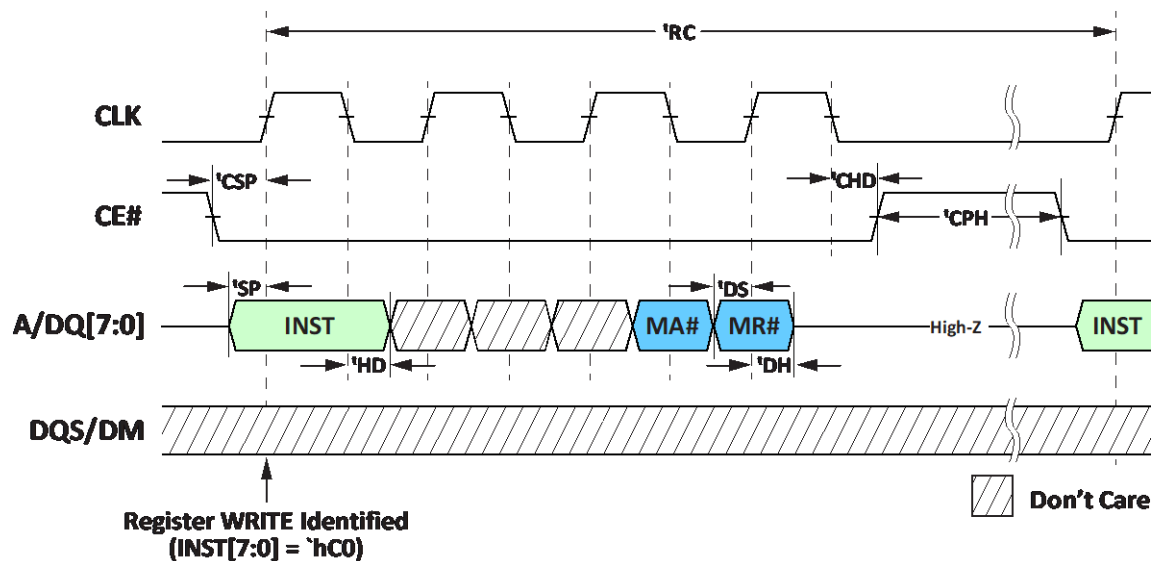 tRC
CLK
tCSP
tCHD
CE#
tCPH
tSP
tDS
A/DQ[7:0]
INST
MA#
MR#
High-Z
INST
tHD
tDH
DQS/DM
Register WRITE Identified
(INST[7:0] = `hC0)
Don't Care